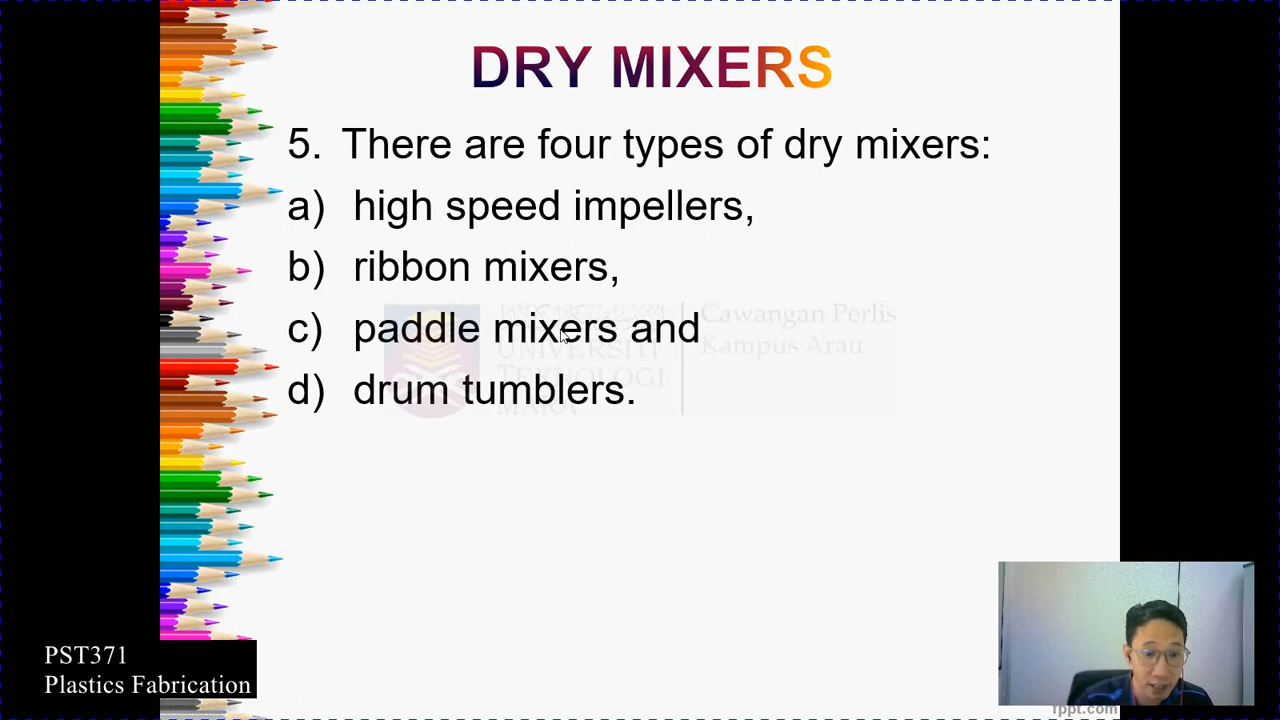 DRY MIXERS
5. There are four types of dry mixers:
a) high speed impellers,
b) ribbon mixers,
c) paddle mixers and
d) drum tumblers.
Cawangan Perlis
Kampus Arau
UNIVERSITI
TEKNOLOGI
MARA
PST371
Plastics Fabrication
fppt.com